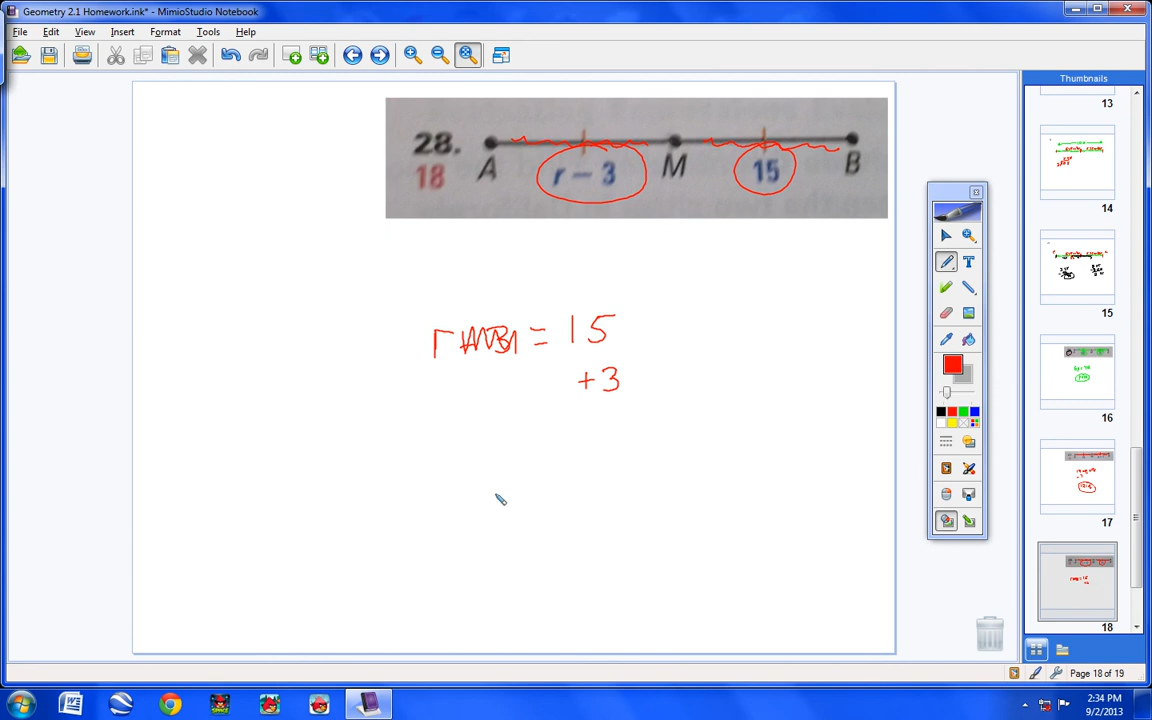 Geometry 2.1 Homework.ink* - MimioStudio Notebook
File Edit View Insert Format Tools Help
Thumbnails
13
14
15
16
17
18
28.
18
A r - 3 M 15 B
r = 15
+3
T
Page 18 of 19
2:34 PM
9/2/2013